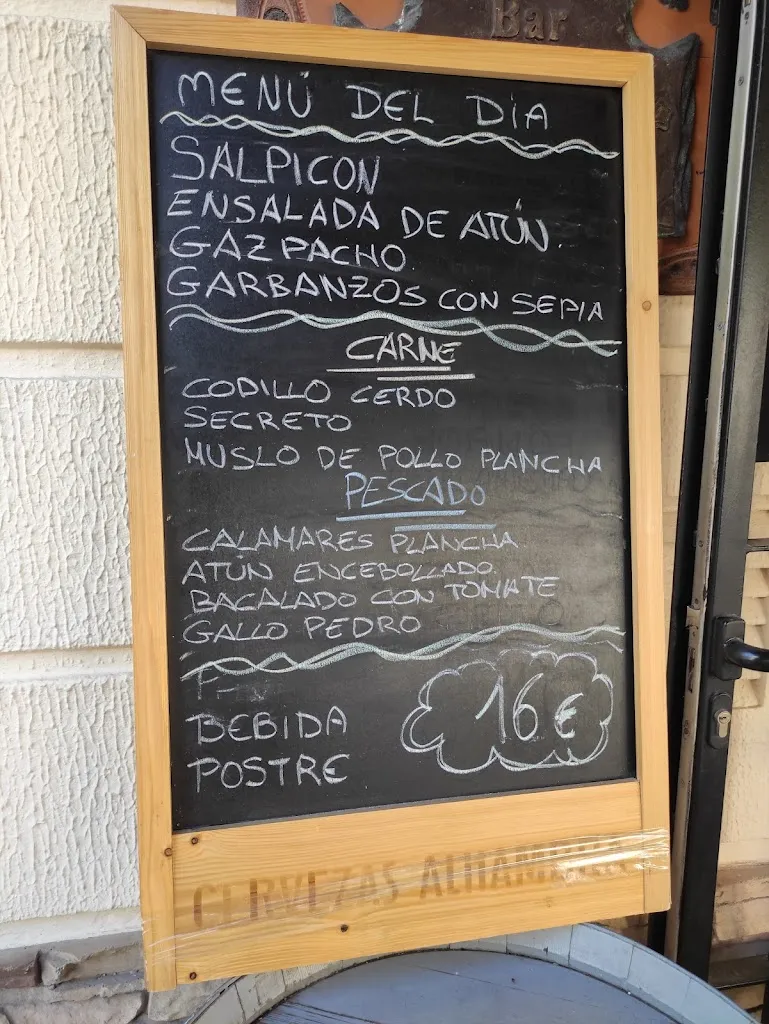 Bar
MENÚ DEL DÍA
SALPICON
ENSALADA DE ATÚN.
GAZPACHO
GARBANZOS CON SEPIA
CARNE
CODILLO CERDO
SECRETO
MUSLO DE POLLO PLANCHA
PESCADO
CALAMARES PLANCHA
ATÚN ENCEBOLLADO
BACALADO CON TOMATE
GALLO PEDRO
BEBIDA
POSTRE
16€
CERVEZAS ALHAMBRA